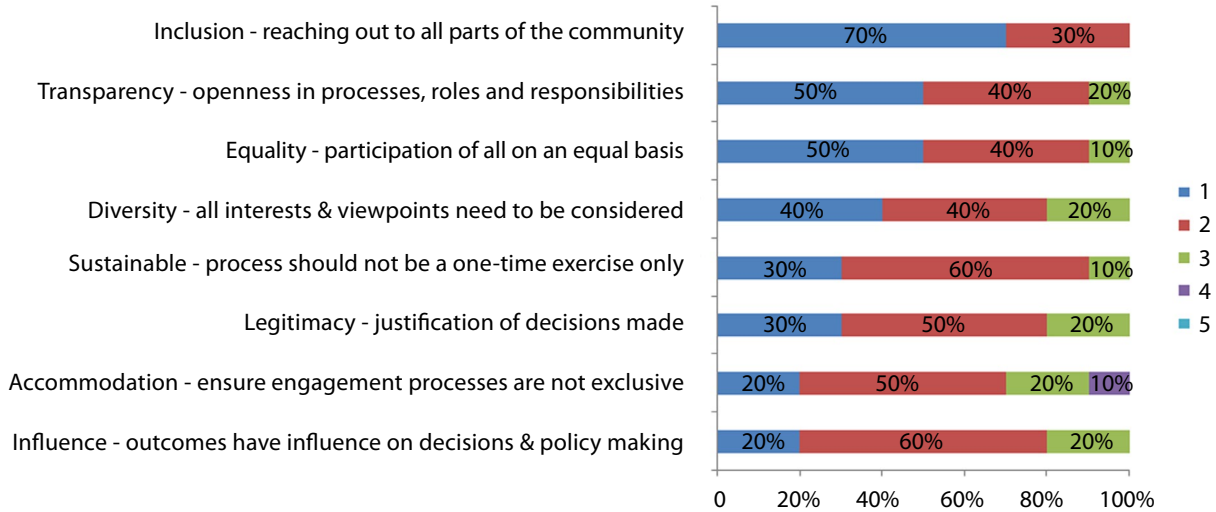 Inclusion - reaching out to all parts of the community
70% 30%
Transparency - openness in processes, roles and responsibilities
50% 40% 20%
Equality - participation of all on an equal basis
50% 40% 10%
Diversity - all interests & viewpoints need to be considered
40% 40% 20%
Sustainable - process should not be a one-time exercise only
30% 60% 10%
Legitimacy - justification of decisions made
30% 50% 20%
Accommodation - ensure engagement processes are not exclusive
20% 50% 20% 10%
Influence - outcomes have influence on decisions & policy making
20% 60% 20%
0 20% 40% 60% 80% 100%
1
2
3
4
5